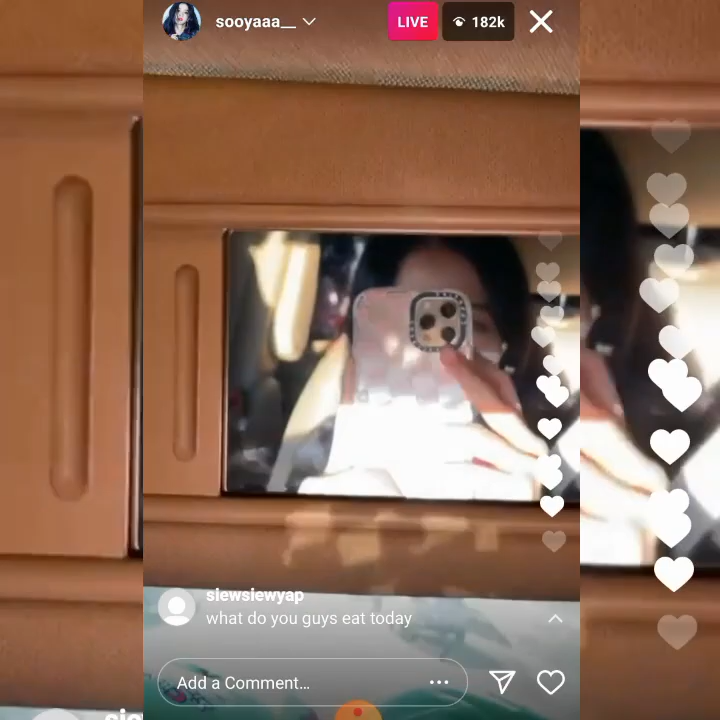 sooyaaa__
LIVE
182k
siewsiewyap
what do you guys eat today
Add a Comment...